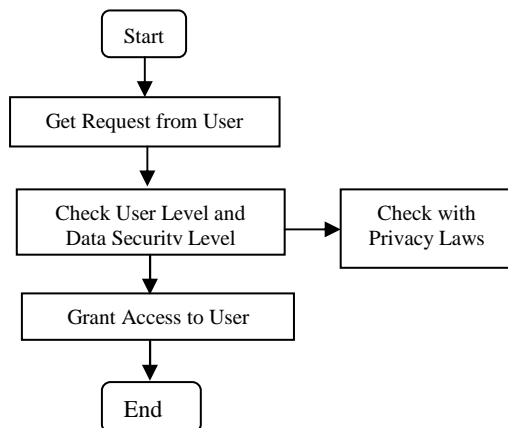 Start
Get Request from User
Check User Level and
Data Security Level
Check with
Privacy Laws
Grant Access to User
End